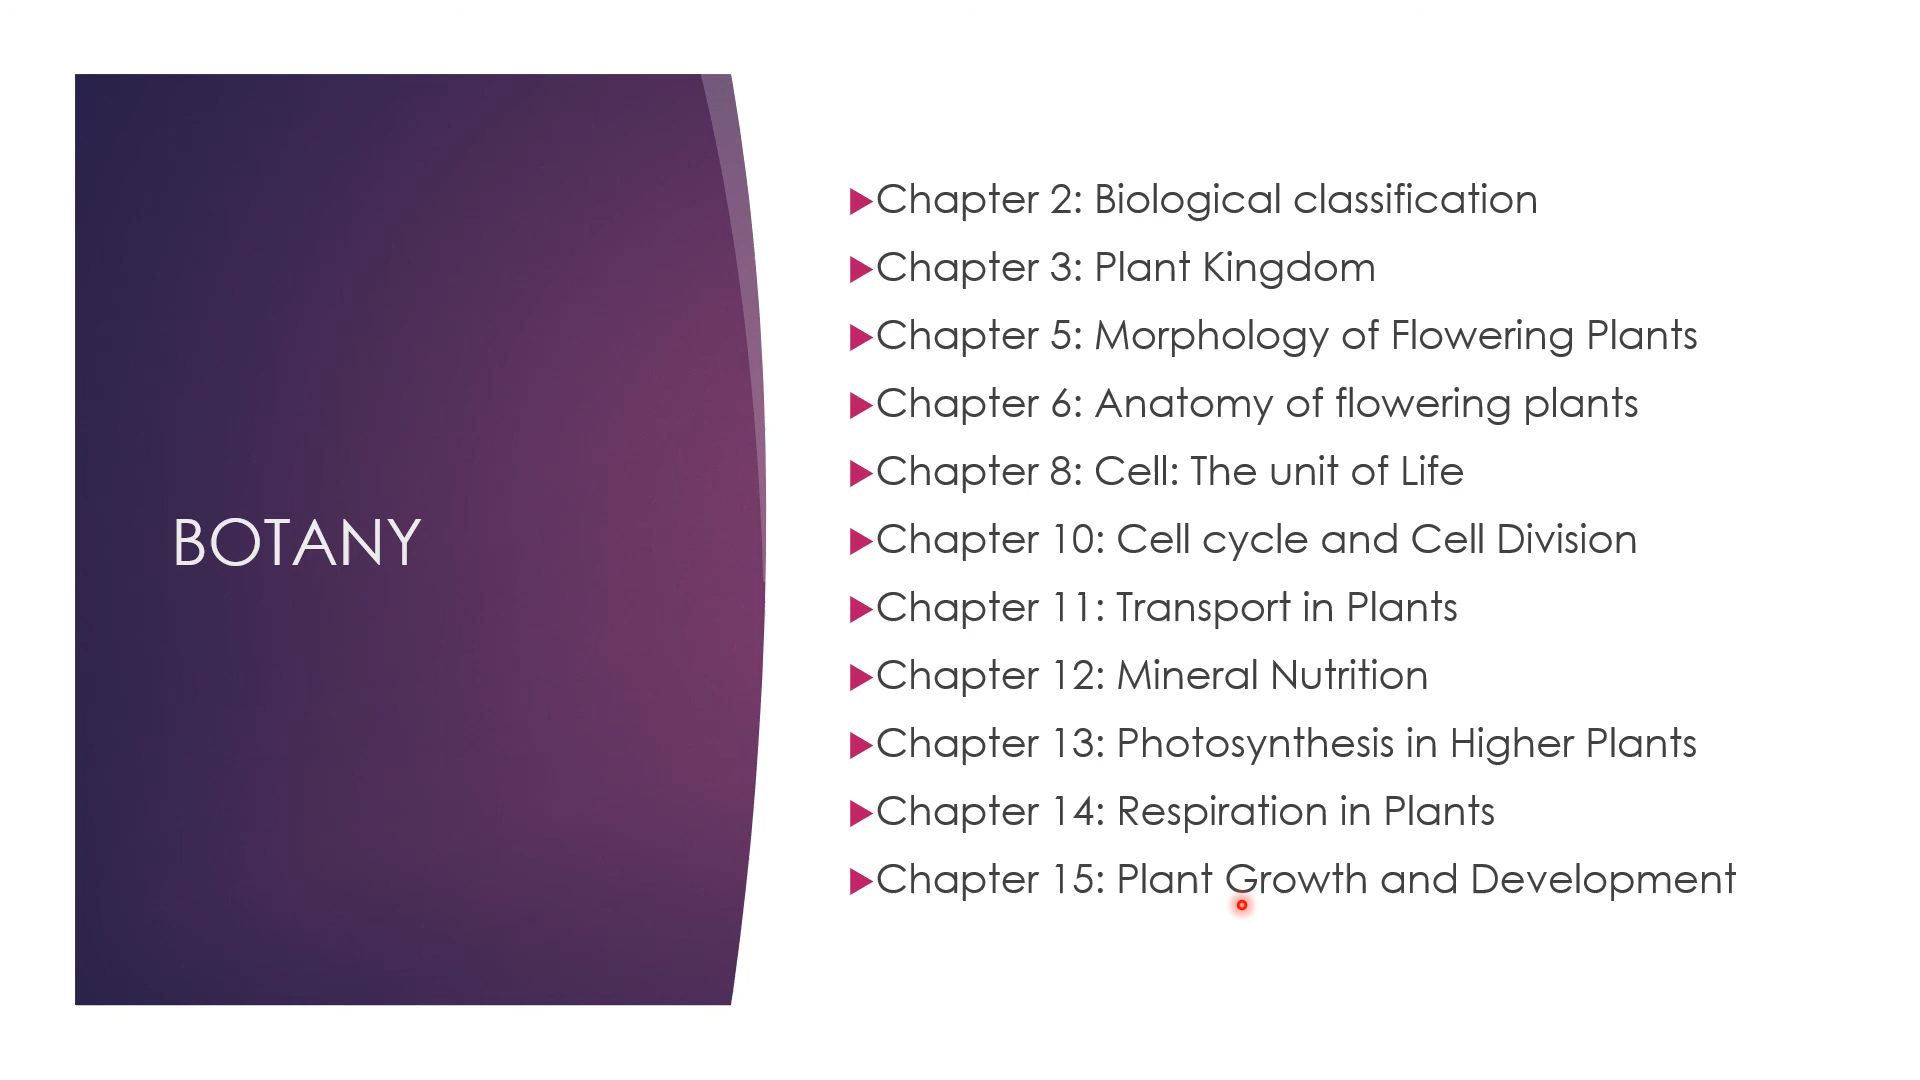 BOTANY
Chapter 2: Biological classification
Chapter 3: Plant Kingdom
Chapter 5: Morphology of Flowering Plants
Chapter 6: Anatomy of flowering plants
Chapter 8: Cell: The unit of Life
Chapter 10: Cell cycle and Cell Division
Chapter 11: Transport in Plants
Chapter 12: Mineral Nutrition
Chapter 13: Photosynthesis in Higher Plants
Chapter 14: Respiration in Plants
Chapter 15: Plant Growth and Development